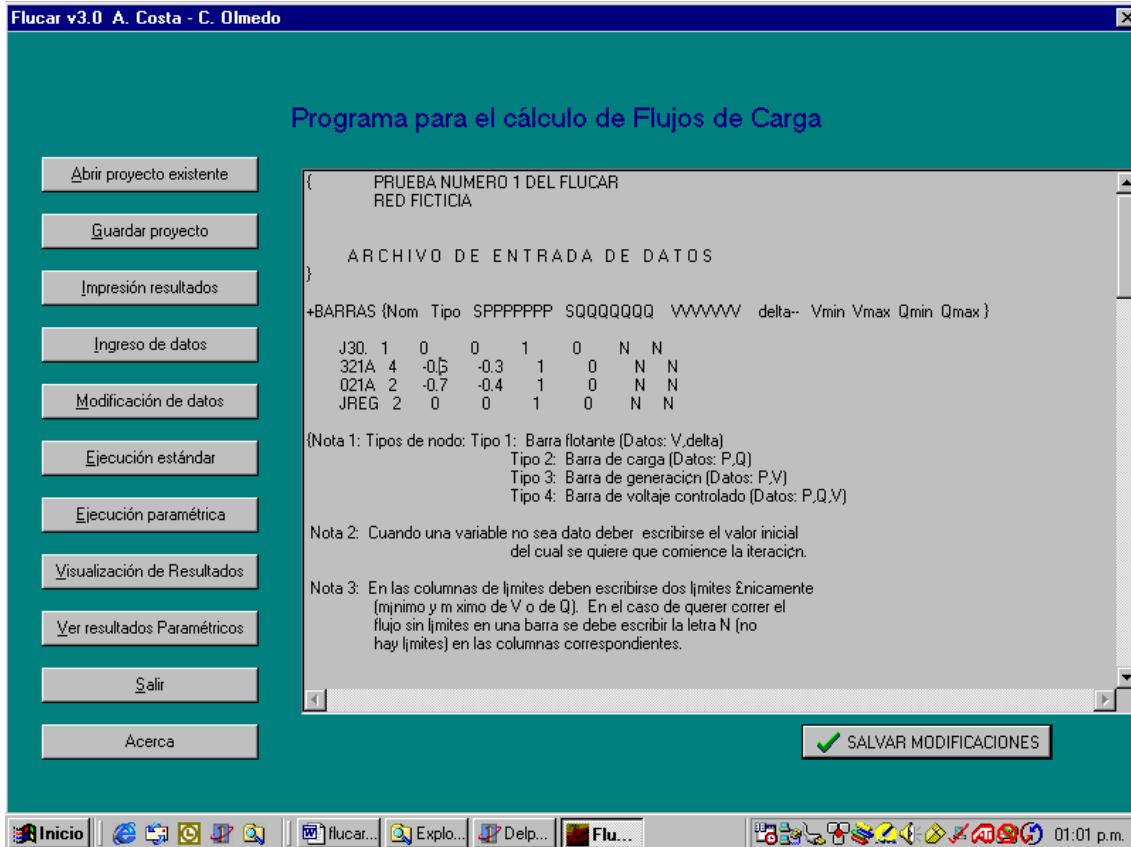 Flucar v3.0 A. Costa - C. Olmedo
Programa para el cálculo de Flujos de Carga
Abrir proyecto existente
Guardar proyecto
Impresión resultados
Ingreso de datos
Modificación de datos
Ejecución estándar
Ejecución paramétrica
Visualización de Resultados
Ver resultados Paramétricos
Salir
Acerca
{ PRUEBA NUMERO 1 DEL FLUCAR
RED FICTICIA
A R C H I V O D E E N T R A D A D E D A T O S
}
+BARRAS {Nom Tipo SPPPPPPP SQQQQQQQ VVVVVVV delta-- Vmin Vmax Qmin Qmax }
J30. 1 0 0 1 0 N N
321A 4 -0.3 1 0 N N
021A 2 -0.7 -0.4 1 0 N N
JREG 2 0 0 1 0 N N
{Nota 1: Tipos de nodo: Tipo 1: Barra flotante (Datos: V,delta)
Tipo 2: Barra de carga (Datos: P,Q)
Tipo 3: Barra de generaci¢n (Datos: P,V)
Tipo 4: Barra de voltaje controlado (Datos: P,Q,V)
Nota 2: Cuando una variable no sea dato deber escribirse el valor inicial
del cual se quiere que comience la iteraci¢n.
Nota 3: En las columnas de l¡mites deben escribirse dos l¡mites £nicamente
(m¡nimo y m ximo de V o de Q). En el caso de querer correr el
flujo sin l¡mites en una barra se debe escribir la letra N (no
hay l¡mites) en las columnas correspondientes.
SALVAR MODIFICACIONES
Inicio
flucar...
Explo...
Delp...
Flu...
01:01 p.m.